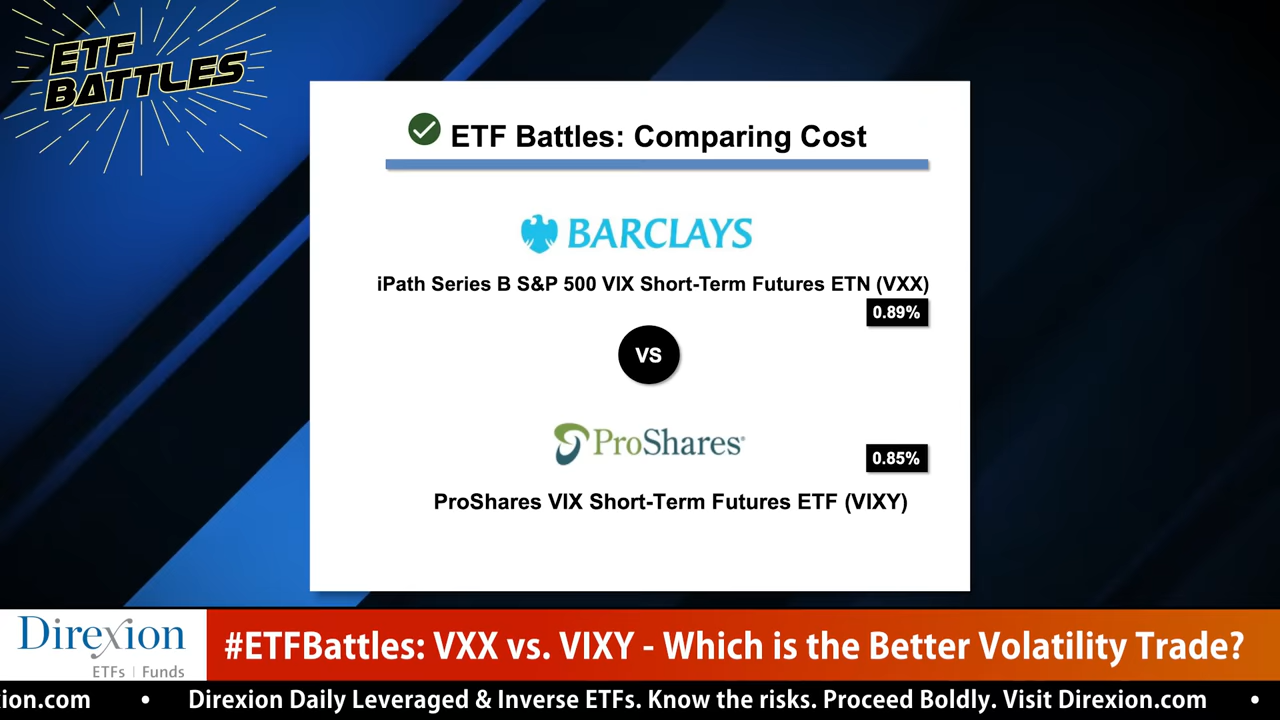 ETF
BATTLES
ETF Battles: Comparing Cost
BARCLAYS
iPath Series B S&P 500 VIX Short-Term Futures ETN (VXX)
0.89%
VS
ProShares®
0.85%
ProShares VIX Short-Term Futures ETF (VIXY)
Direxion
ETFs | Funds
#ETFBattles: VXX vs. VIXY - Which is the Better Volatility Trade?
ion.com • Direxion Daily Leveraged & Inverse ETFs. Know the risks. Proceed Boldly. Visit Direxion.com •